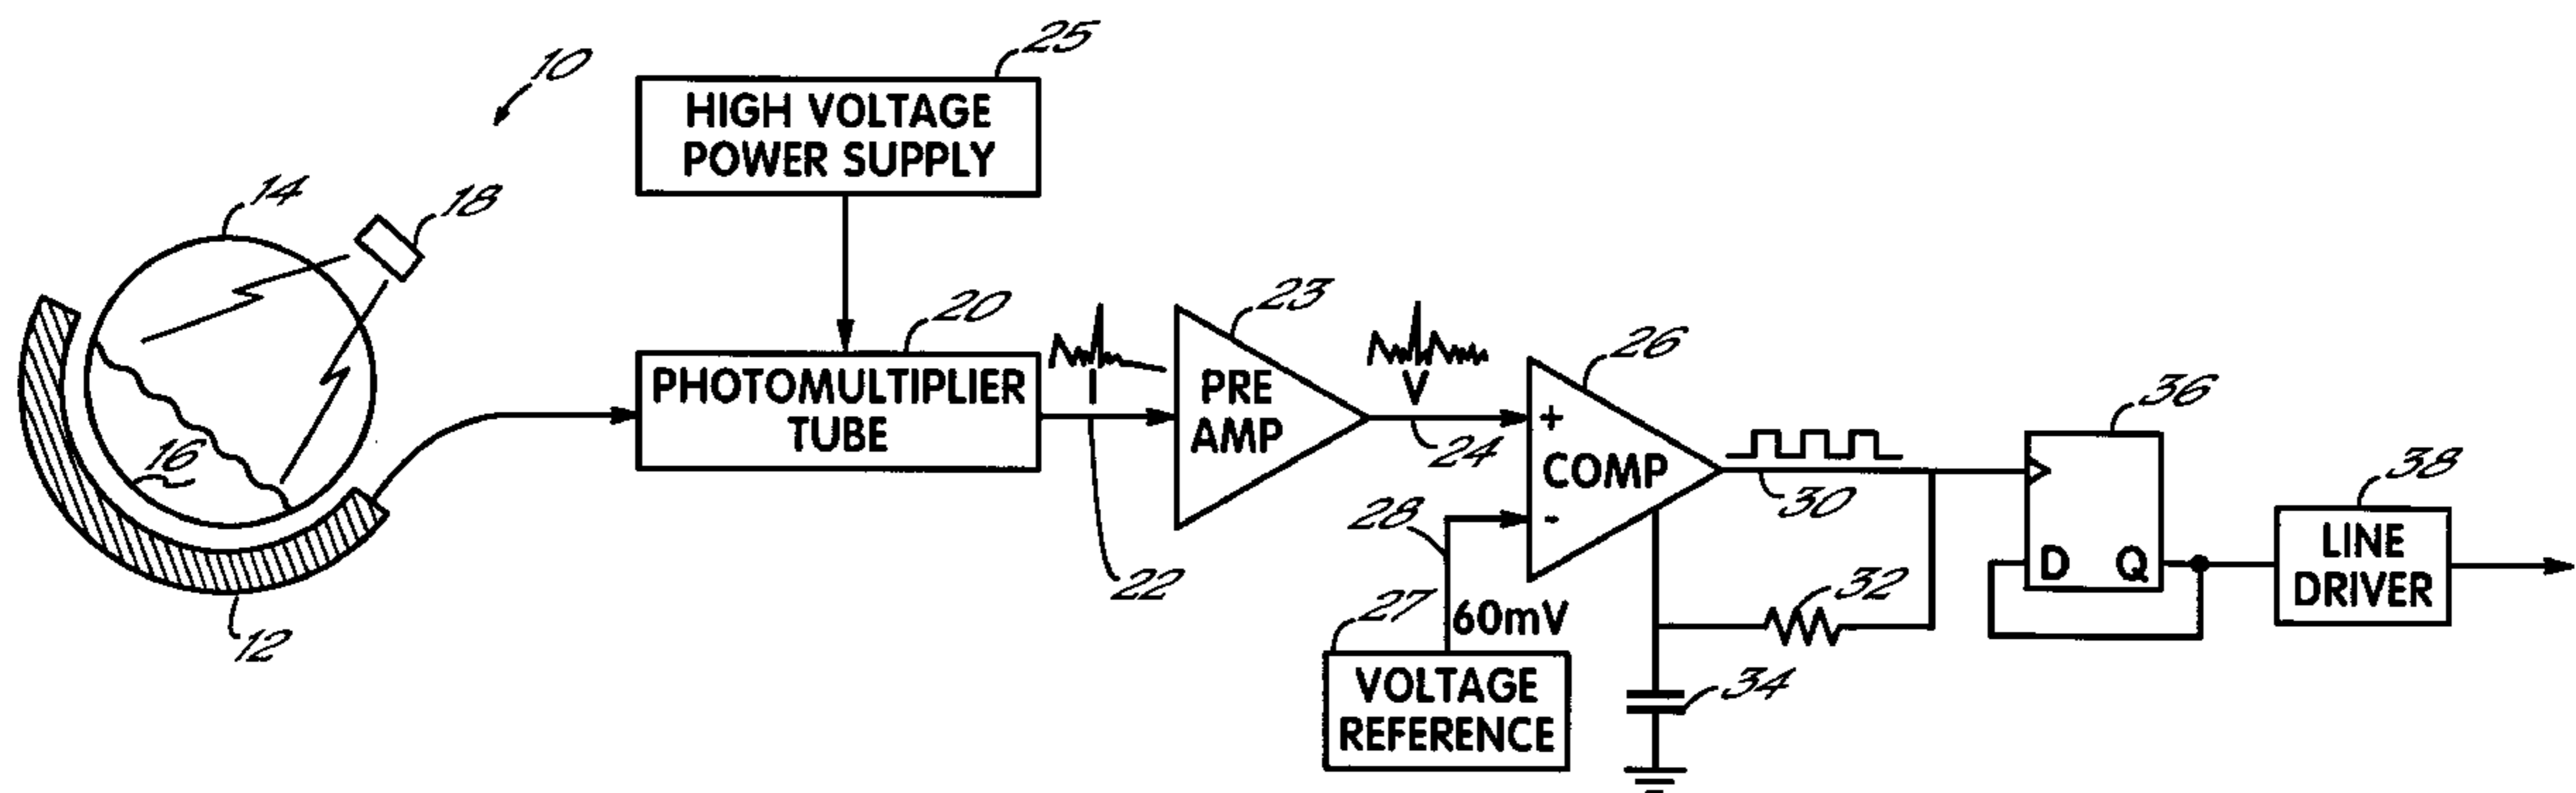 10
25
HIGH VOLTAGE
POWER SUPPLY
14
18
20
PHOTOMULTIPLIER
TUBE
I
22
23
PRE
AMP
V
24
26
+
COMP
-
28
60mV
27
VOLTAGE
REFERENCE
30
32
34
36
D Q
38
LINE
DRIVER
16
12